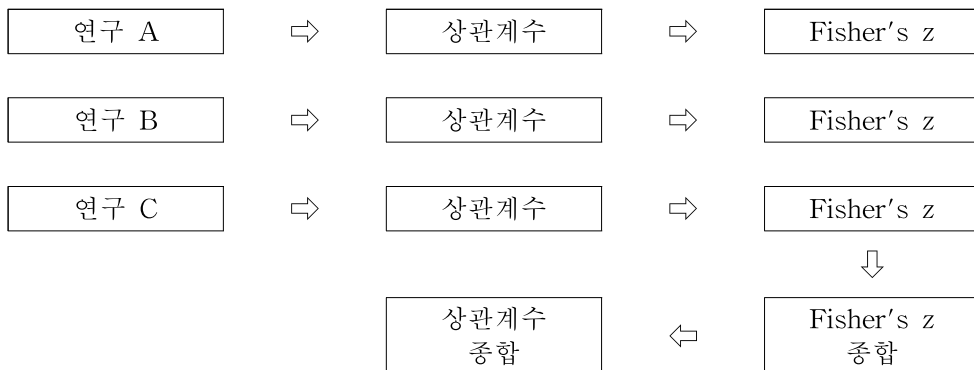 연구 A ⇨ 상관계수 ⇨ Fisher's z
연구 B ⇨ 상관계수 ⇨ Fisher's z
연구 C ⇨ 상관계수 ⇨ Fisher's z
⇩
상관계수 ⇦ Fisher's z
종합 종합